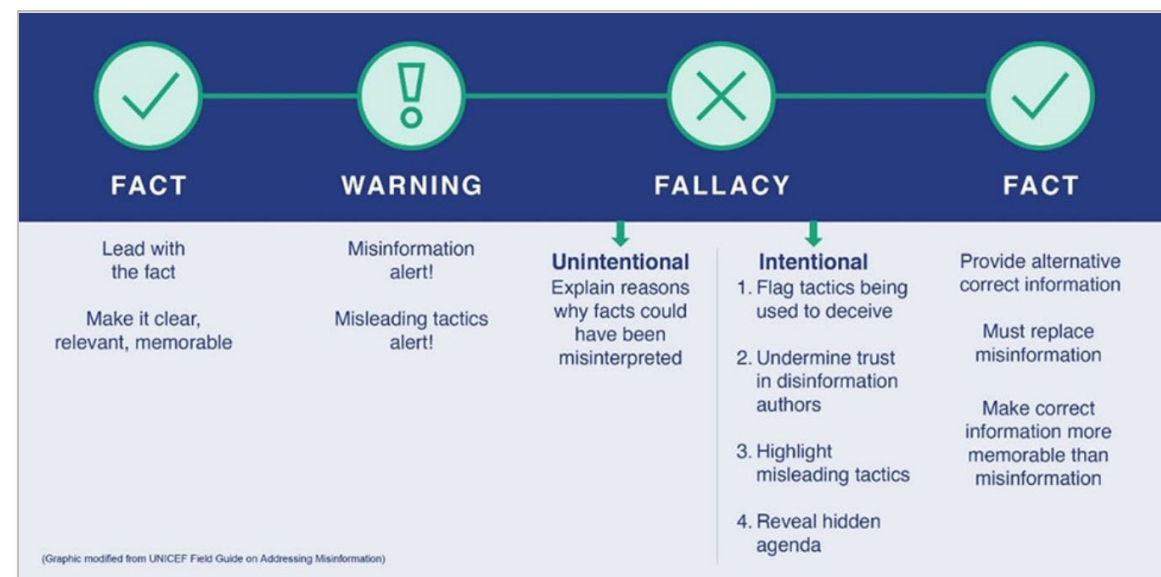 FACT
WARNING
FALLACY
FACT
Lead with
the fact
Make it clear,
relevant, memorable
Misinformation
alert!
Misleading tactics
alert!
Unintentional
Explain reasons
why facts could
have been
misinterpreted
Intentional
1. Flag tactics being
used to deceive
2. Undermine trust
in disinformation
authors
3. Highlight
misleading tactics
4. Reveal hidden
agenda
Provide alternative
correct information
Must replace
misinformation
Make correct
information more
memorable than
misinformation
(Graphic modified from UNICEF Field Guide on Addressing Misinformation)